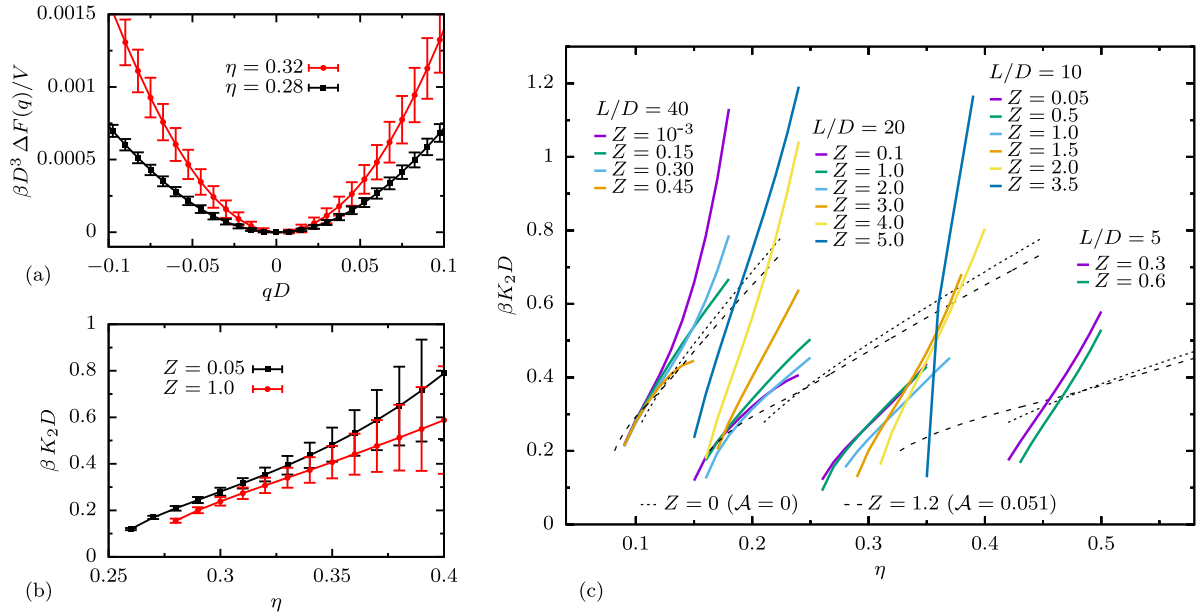 0.0015
0.001
0.0005
0
β D³ ΔF(q)/V
η = 0.32
η = 0.28
−0.1 −0.05 0 0.05 0.1
qD
(a)
1
0.8
0.6
0.4
0.2
0
β K₂D
Z = 0.05
Z = 1.0
0.25 0.3 0.35 0.4
η
(b)
1.2
1
0.8
0.6
0.4
0.2
0
βK₂D
L/D = 40
Z = 10⁻³
Z = 0.15
Z = 0.30
Z = 0.45
L/D = 20
Z = 0.1
Z = 1.0
Z = 2.0
Z = 3.0
Z = 4.0
Z = 5.0
L/D = 10
Z = 0.05
Z = 0.5
Z = 1.0
Z = 1.5
Z = 2.0
Z = 3.5
L/D = 5
Z = 0.3
Z = 0.6
Z = 0 (𝒜 = 0) Z = 1.2 (𝒜 = 0.051)
0.1 0.2 0.3 0.4 0.5
η
(c)